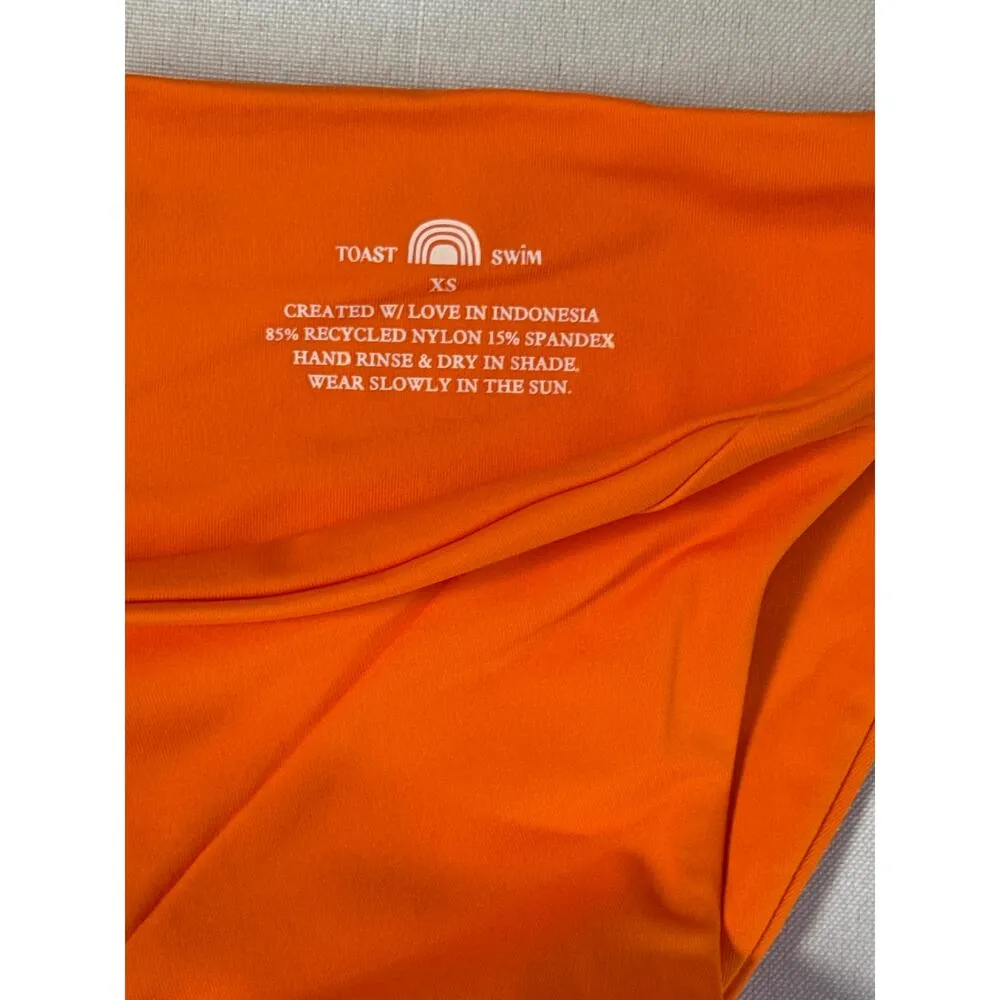 TOAST SWIM
XS
CREATED W/ LOVE IN INDONESIA
85% RECYCLED NYLON 15% SPANDEX
HAND RINSE & DRY IN SHADE.
WEAR SLOWLY IN THE SUN.